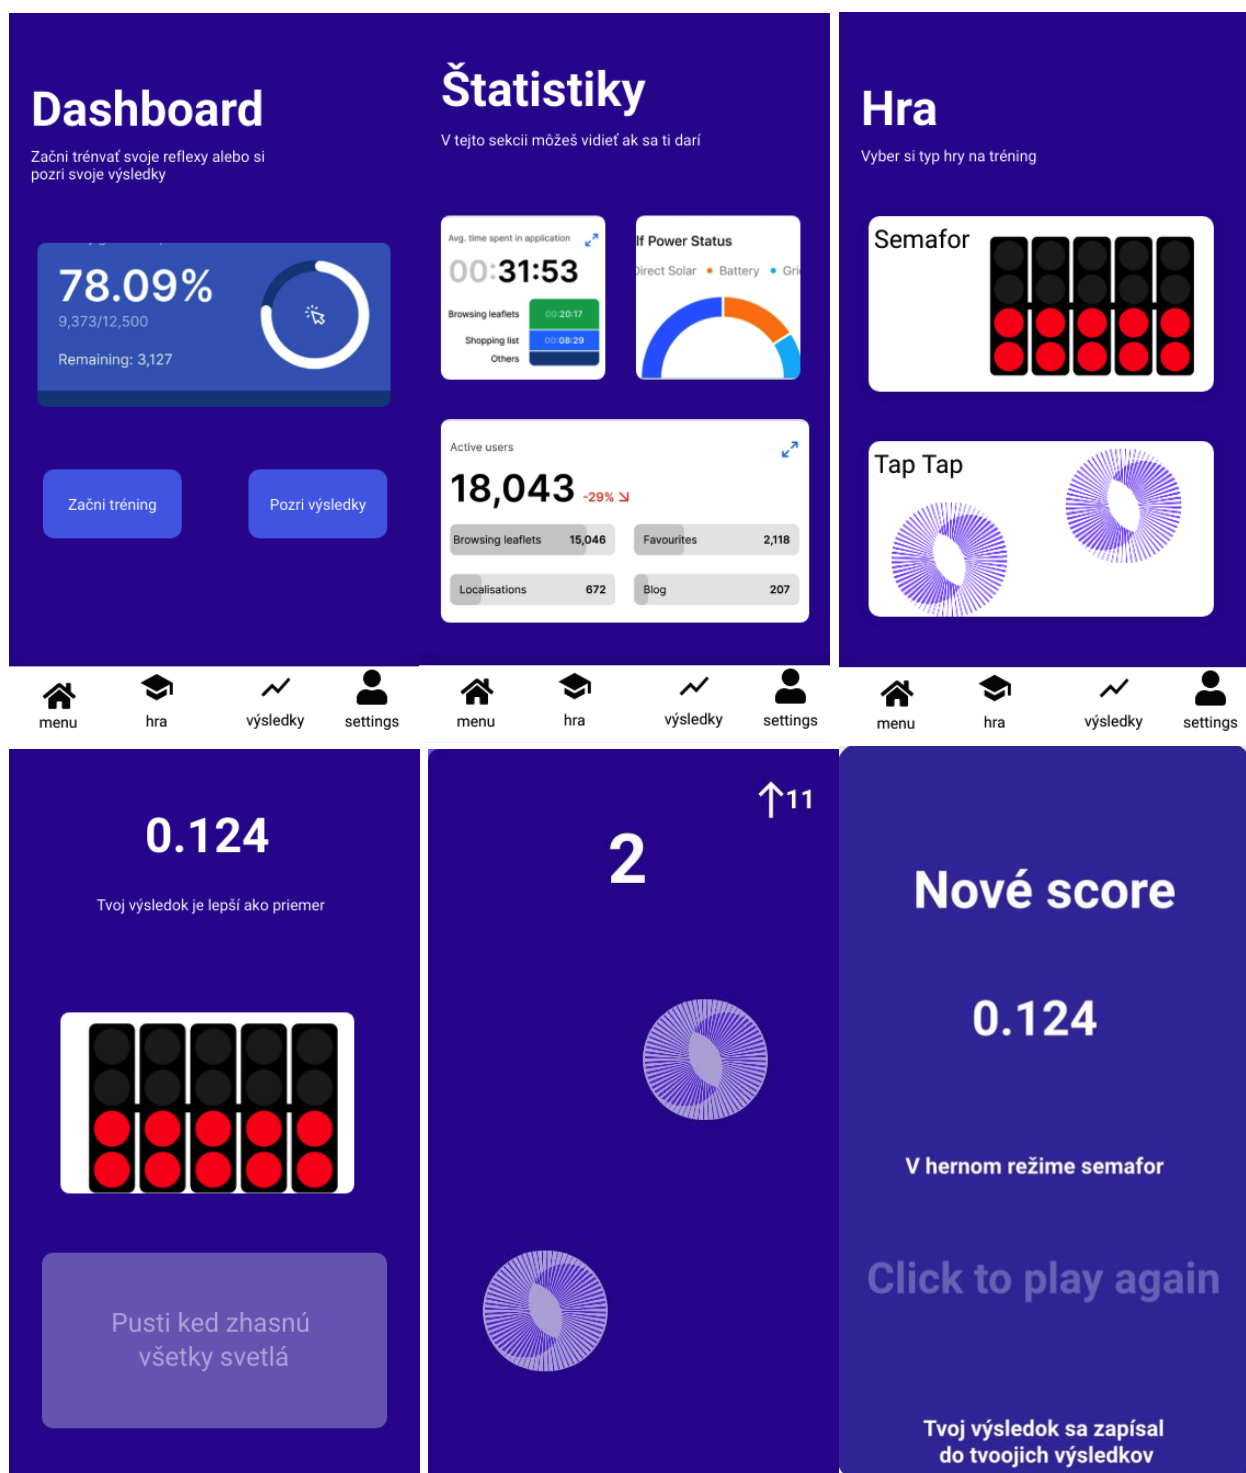 Dashboard
Začni trénvať svoje reflexy alebo si
pozri svoje výsledky
78.09%
9,373/12,500
Remaining: 3,127
Začni tréning
Pozri výsledky
menu
hra
výsledky
settings
Štatistiky
V tejto sekcii môžeš vidieť ak sa ti darí
Avg. time spent in application
00:31:53
Browsing leaflets 00:20:17
Shopping list 00:08:29
Others
lf Power Status
Direct Solar Battery Gri
Active users
18,043 -29%
Browsing leaflets 15,046
Favourites 2,118
Localisations 672
Blog 207
menu
hra
výsledky
settings
Hra
Vyber si typ hry na tréning
Semafor
Tap Tap
menu
hra
výsledky
settings
0.124
Tvoj výsledok je lepší ako priemer
Pusti ked zhasnú
všetky svetlá
11
2
Nové score
0.124
V hernom režime semafor
Click to play again
Tvoj výsledok sa zapísal
do tvoojich výsledkov